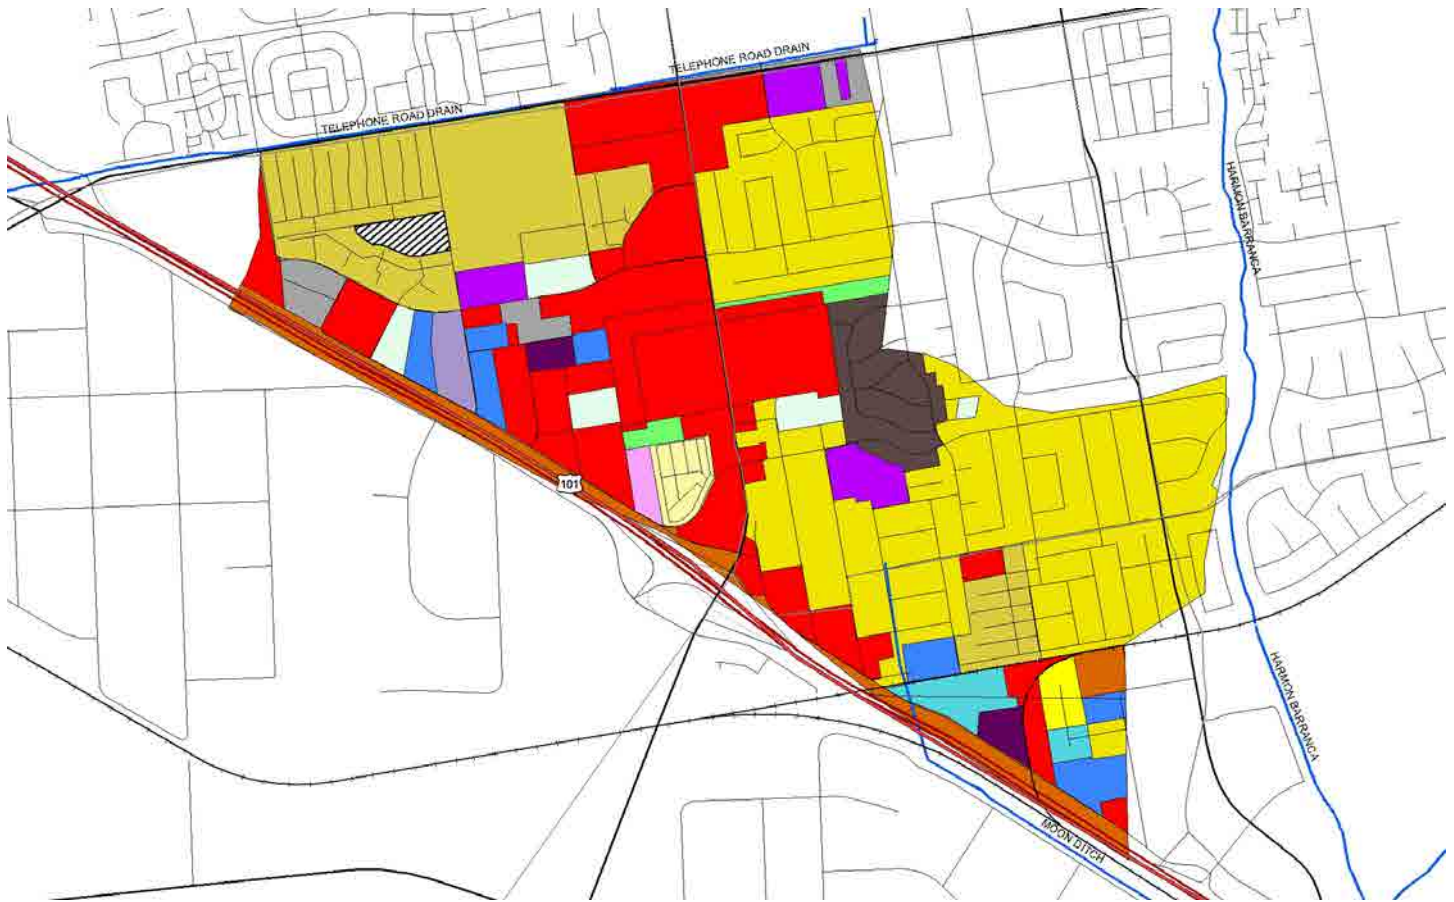 TELEPHONE ROAD DRAIN
TELEPHONE ROAD DRAIN
HARMON BARRANCA
101
HARMON BARRANCA
MOON DITCH